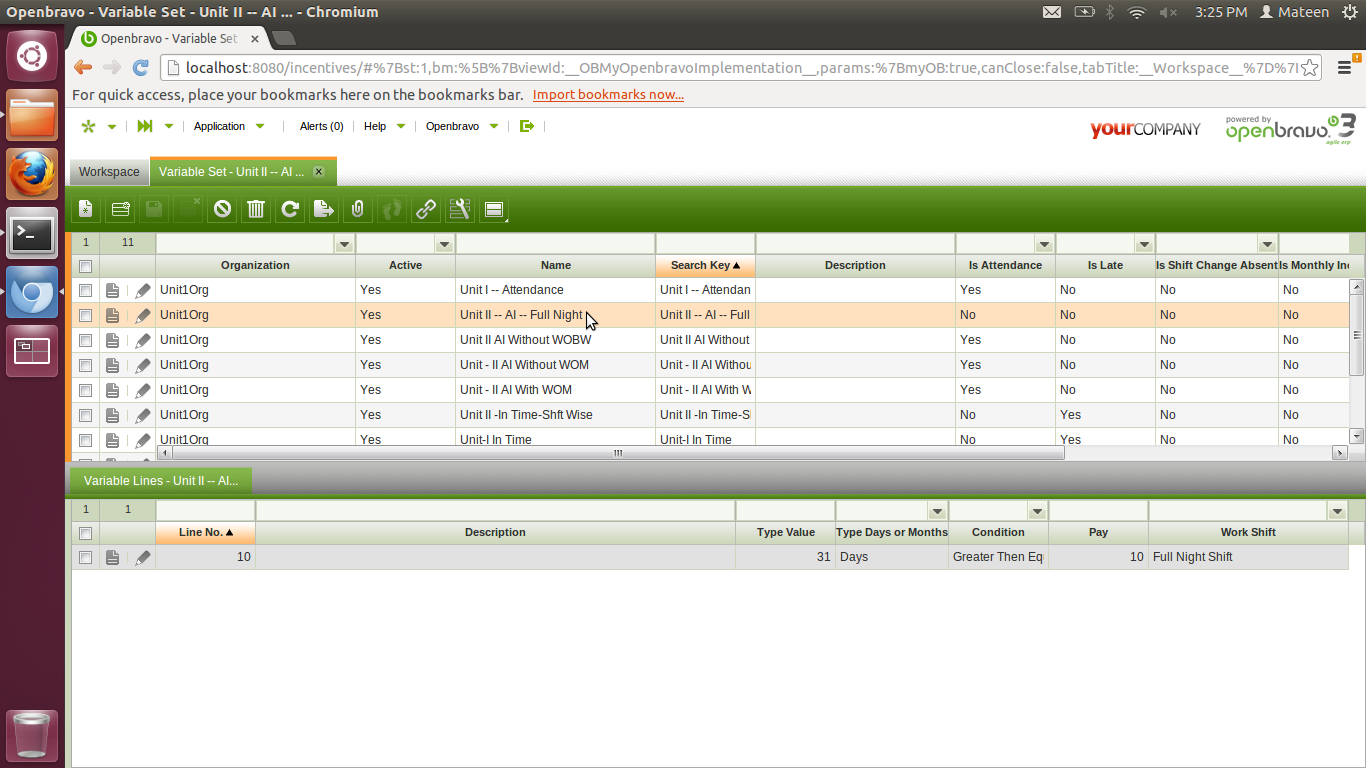 Openbravo - Variable Set - Unit II -- AI ... - Chromium 3:25 PM Mateen
Openbravo - Variable Set
localhost:8080/incentives/#%7Bst:1,bm:%5B%7BviewId:__OBMyOpenbravoImplementation__,params:%7BmyOB:true,canClose:false,tabTitle:__Workspace__%7D%7
For quick access, place your bookmarks here on the bookmarks bar. Import bookmarks now...
Application Alerts (0) Help Openbravo yourCOMPANY powered by openbravo 3 agile erp
Workspace Variable Set - Unit II -- AI ...
1 11
Organization Active Name Search Key Description Is Attendance Is Late Is Shift Change Absent Is Monthly In
Unit1Org Yes Unit I -- Attendance Unit I -- Attendan Yes No No No
Unit1Org Yes Unit II -- AI -- Full Night Unit II -- AI -- Full No No No No
Unit1Org Yes Unit II AI Without WOBW Unit II AI Without Yes No No No
Unit1Org Yes Unit - II AI Without WOM Unit - II AI Withou Yes No No No
Unit1Org Yes Unit - II AI With WOM Unit - II AI With W Yes No No No
Unit1Org Yes Unit II -In Time-Shft Wise Unit II -In Time-S No Yes No No
Unit1Org Yes Unit-I In Time Unit-I In Time No Yes No No
Variable Lines - Unit II -- AI...
1 1
Line No. Description Type Value Type Days or Months Condition Pay Work Shift
10 31 Days Greater Then Eq 10 Full Night Shift